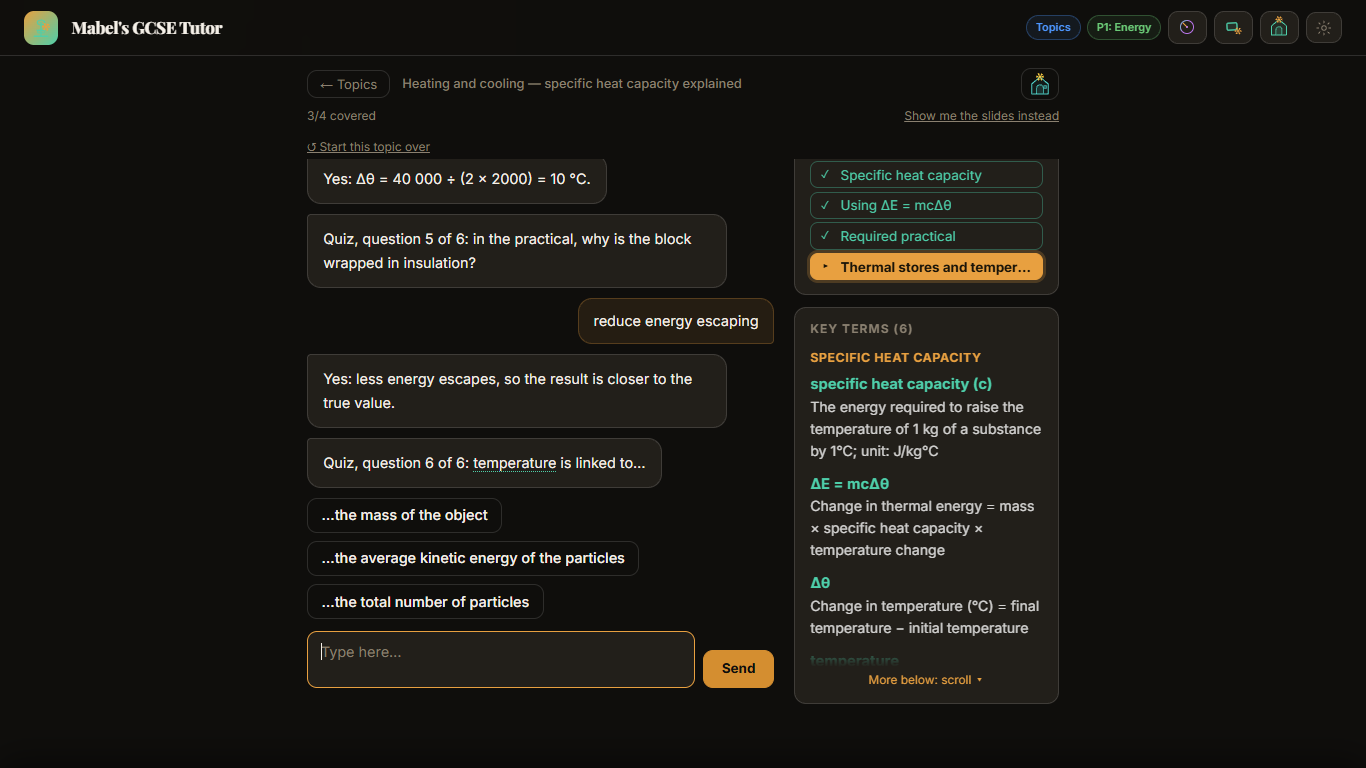 Mabel's GCSE Tutor
Topics
P1: Energy
← Topics
Heating and cooling — specific heat capacity explained
3/4 covered
Show me the slides instead
↺ Start this topic over
Yes: Δθ = 40 000 ÷ (2 × 2000) = 10 °C.
Quiz, question 5 of 6: in the practical, why is the block
wrapped in insulation?
reduce energy escaping
Yes: less energy escapes, so the result is closer to the
true value.
Quiz, question 6 of 6: temperature is linked to...
...the mass of the object
...the average kinetic energy of the particles
...the total number of particles
Type here...
Send
✓ Specific heat capacity
✓ Using ΔE = mcΔθ
✓ Required practical
▸ Thermal stores and temper...
KEY TERMS (6)
SPECIFIC HEAT CAPACITY
specific heat capacity (c)
The energy required to raise the
temperature of 1 kg of a substance
by 1°C; unit: J/kg°C
ΔE = mcΔθ
Change in thermal energy = mass
× specific heat capacity ×
temperature change
Δθ
Change in temperature (°C) = final
temperature − initial temperature
temperature
More below: scroll ▾